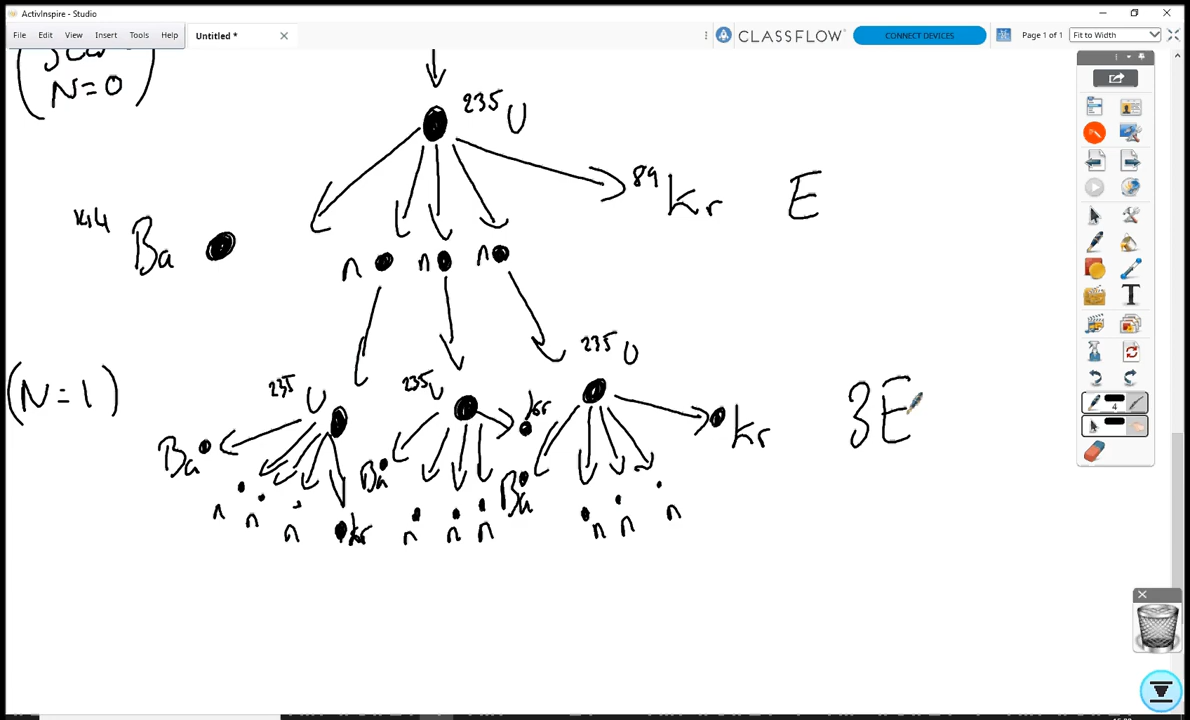 ActivInspire - Studio
File Edit View Insert Tools Help Untitled *
CLASSFLOW CONNECT DEVICES Page 1 of 1 Fit to Width
N=0
235 U
89 Kr E
144 Ba
n n n
(N=1)
235 U 235 U 235 U
Kr
3E
Ba Ba Ba Kr
n n n Kr n n n n n n
4
T